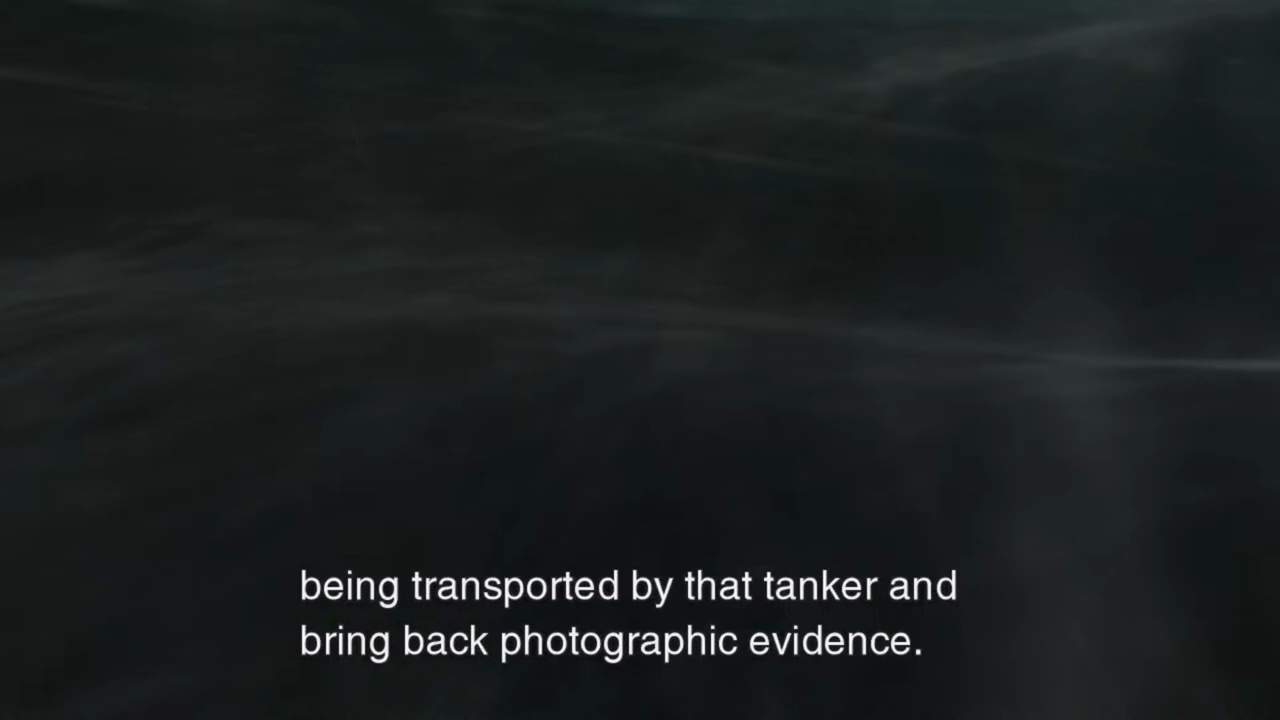 being transported by that tanker and
bring back photographic evidence.